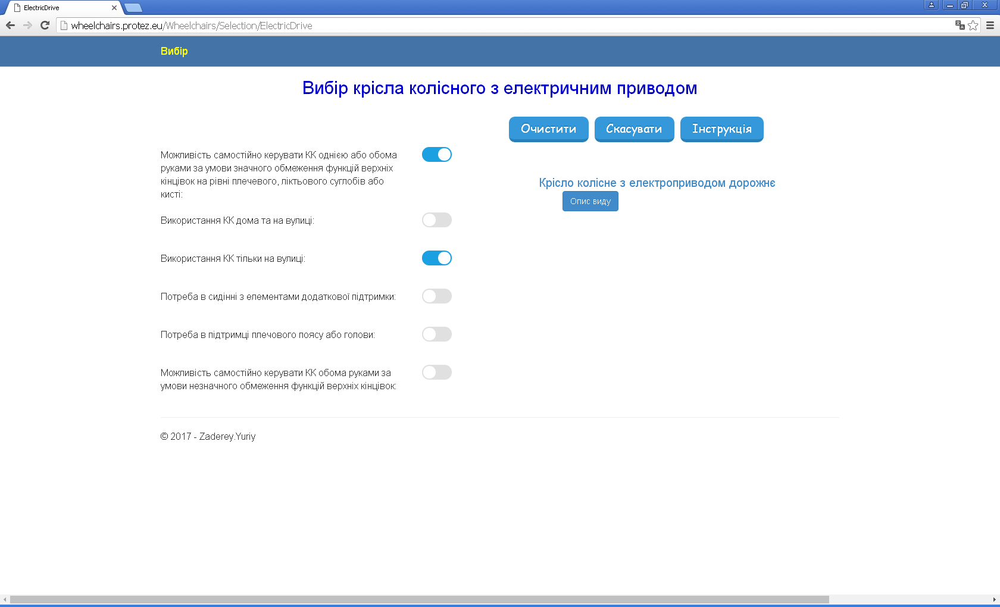 ElectricDrive
wheelchairs.protez.eu/Wheelchairs/Selection/ElectricDrive
Вибір
Вибір крісла колісного з електричним приводом
Очистити Скасувати Інструкція
Можливість самостійно керувати КК однією або обома
руками за умови значного обмеження функцій верхніх
кінцівок на рівні плечевого, ліктьового суглобів або
кисті:
Крісло колісне з електроприводом дорожнє
Опис виду
Використання КК дома та на вулиці:
Використання КК тільки на вулиці:
Потреба в сидінні з елементами додаткової підтримки:
Потреба в підтримці плечового поясу або голови:
Можливість самостійно керувати КК обома руками за
умови незначного обмеження функцій верхніх кінцівок:
© 2017 - Zaderey.Yuriy